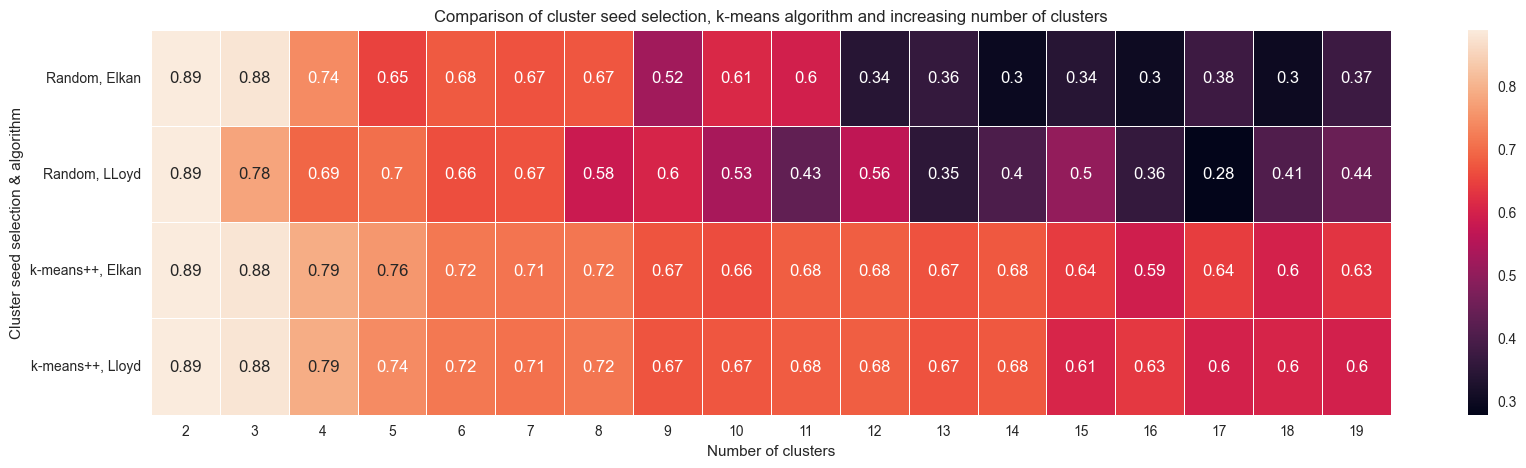 Comparison of cluster seed selection, k-means algorithm and increasing number of clusters
Cluster seed selection & algorithm
Random, Elkan 0.89 0.88 0.74 0.65 0.68 0.67 0.67 0.52 0.61 0.6 0.34 0.36 0.3 0.34 0.3 0.38 0.3 0.37
Random, LLoyd 0.89 0.78 0.69 0.7 0.66 0.67 0.58 0.6 0.53 0.43 0.56 0.35 0.4 0.5 0.36 0.28 0.41 0.44
k-means++, Elkan 0.89 0.88 0.79 0.76 0.72 0.71 0.72 0.67 0.66 0.68 0.68 0.67 0.68 0.64 0.59 0.64 0.6 0.63
k-means++, Lloyd 0.89 0.88 0.79 0.74 0.72 0.71 0.72 0.67 0.67 0.68 0.68 0.67 0.68 0.61 0.63 0.6 0.6 0.6
2 3 4 5 6 7 8 9 10 11 12 13 14 15 16 17 18 19
Number of clusters
0.8
0.7
0.6
0.5
0.4
0.3